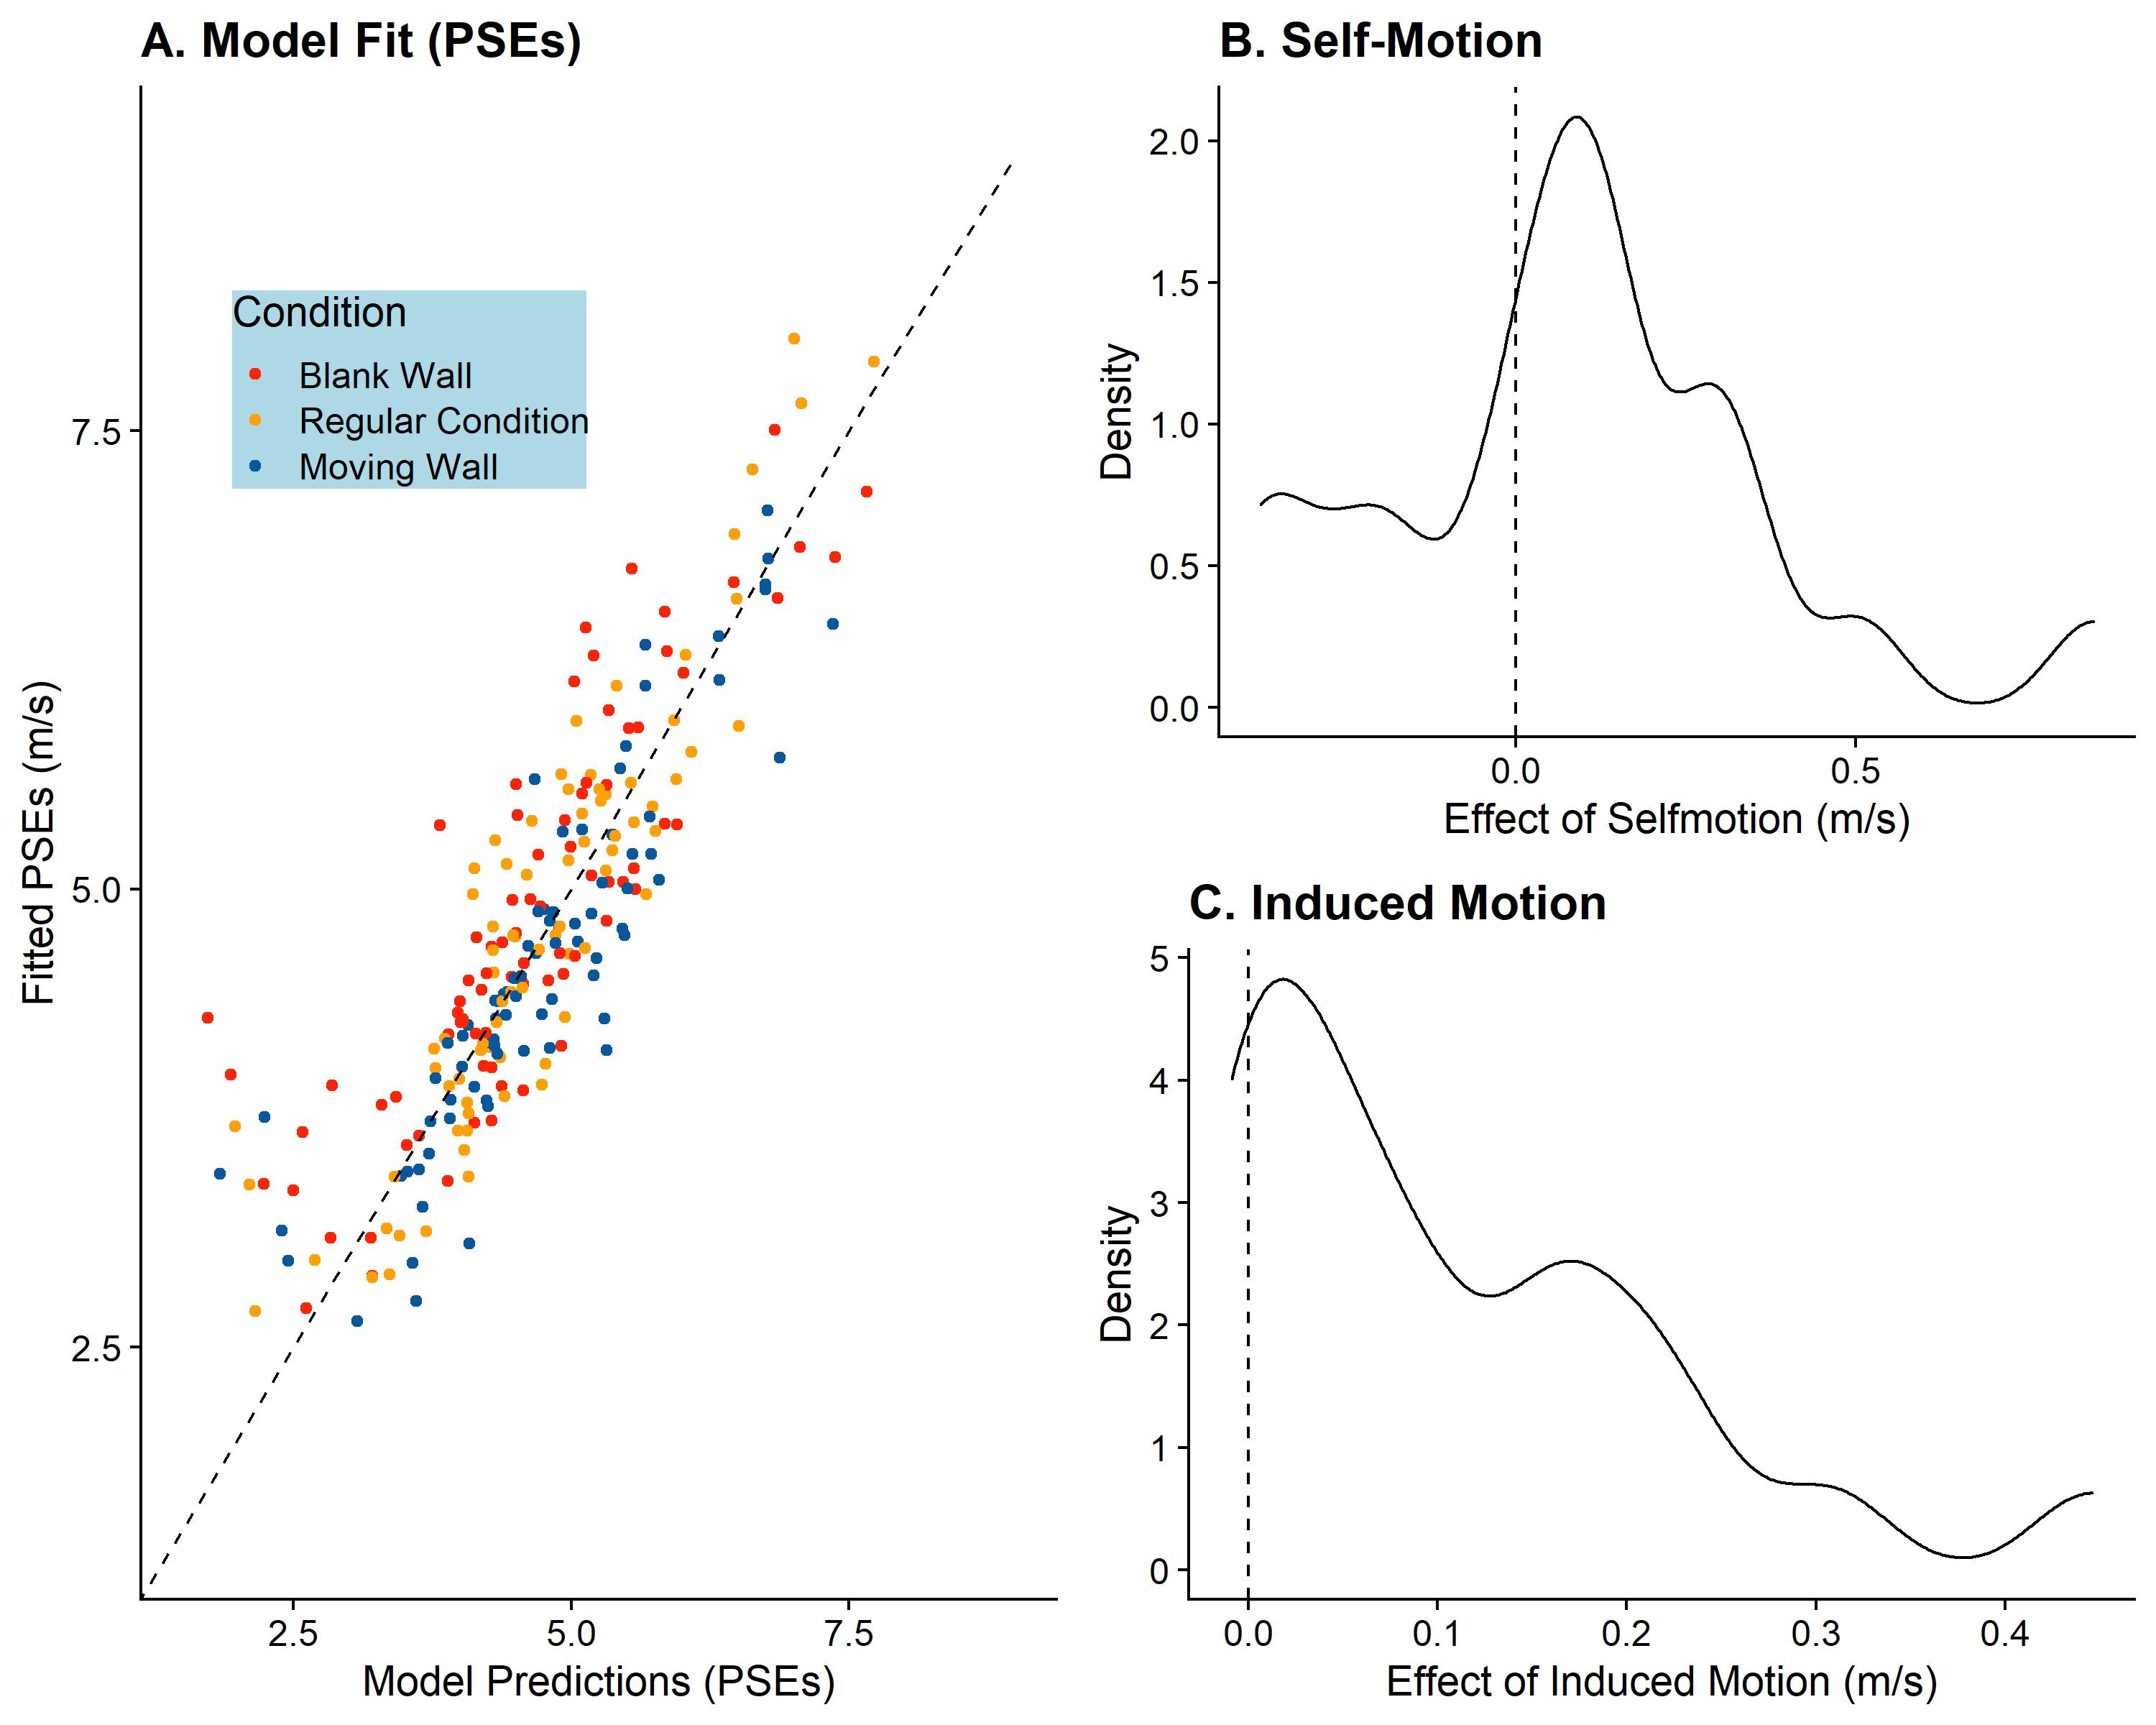 A. Model Fit (PSEs)
Fitted PSEs (m/s)
7.5
5.0
2.5
Condition
Blank Wall
Regular Condition
Moving Wall
2.5 5.0 7.5
Model Predictions (PSEs)
B. Self-Motion
Density
2.0
1.5
1.0
0.5
0.0
0.0 0.5
Effect of Selfmotion (m/s)
C. Induced Motion
Density
5
4
3
2
1
0
0.0 0.1 0.2 0.3 0.4
Effect of Induced Motion (m/s)